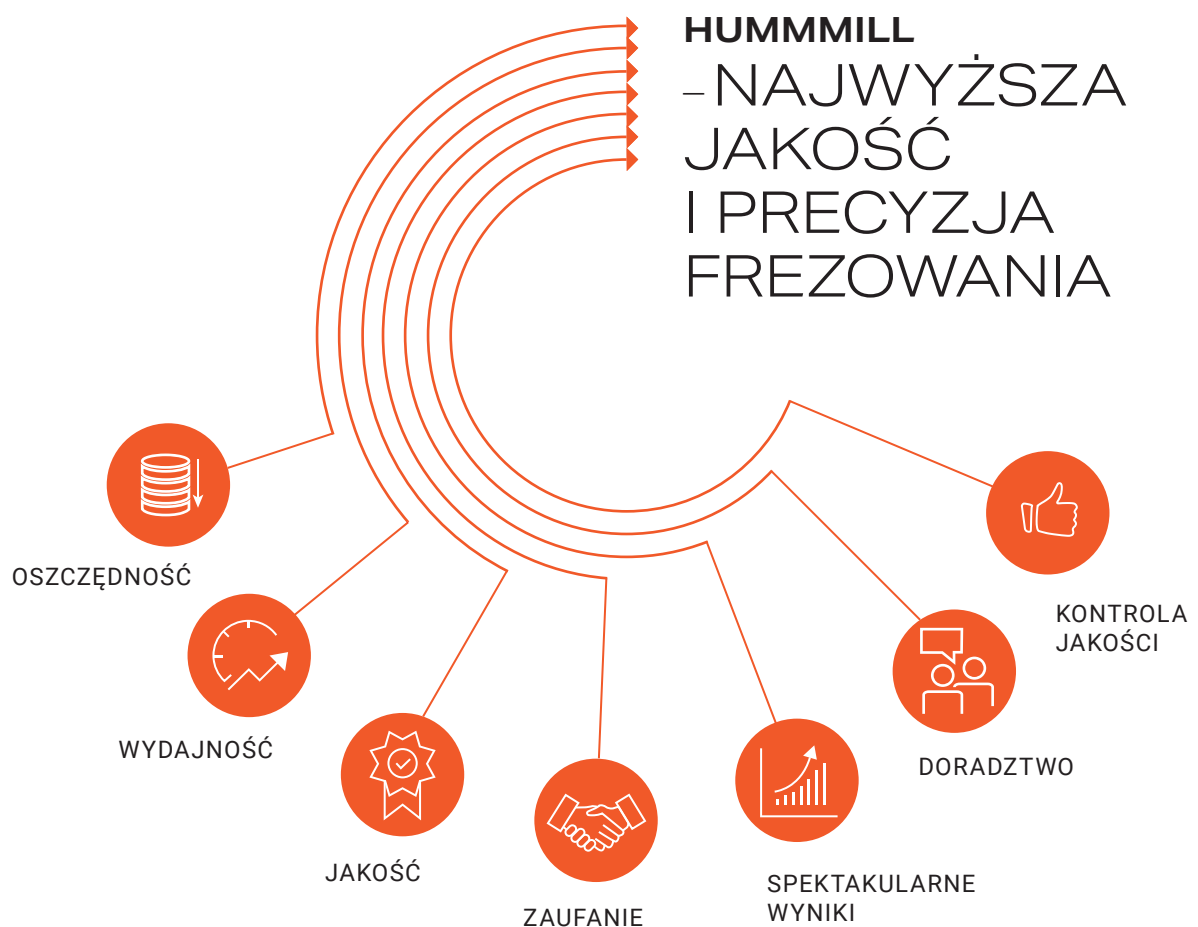 HUMMMILL
– NAJWYŻSZA
JAKOŚĆ
I PRECYZJA
FREZOWANIA
OSZCZĘDNOŚĆ
WYDAJNOŚĆ
JAKOŚĆ
ZAUFANIE
SPEKTAKULARNE
WYNIKI
DORADZTWO
KONTROLA
JAKOŚCI